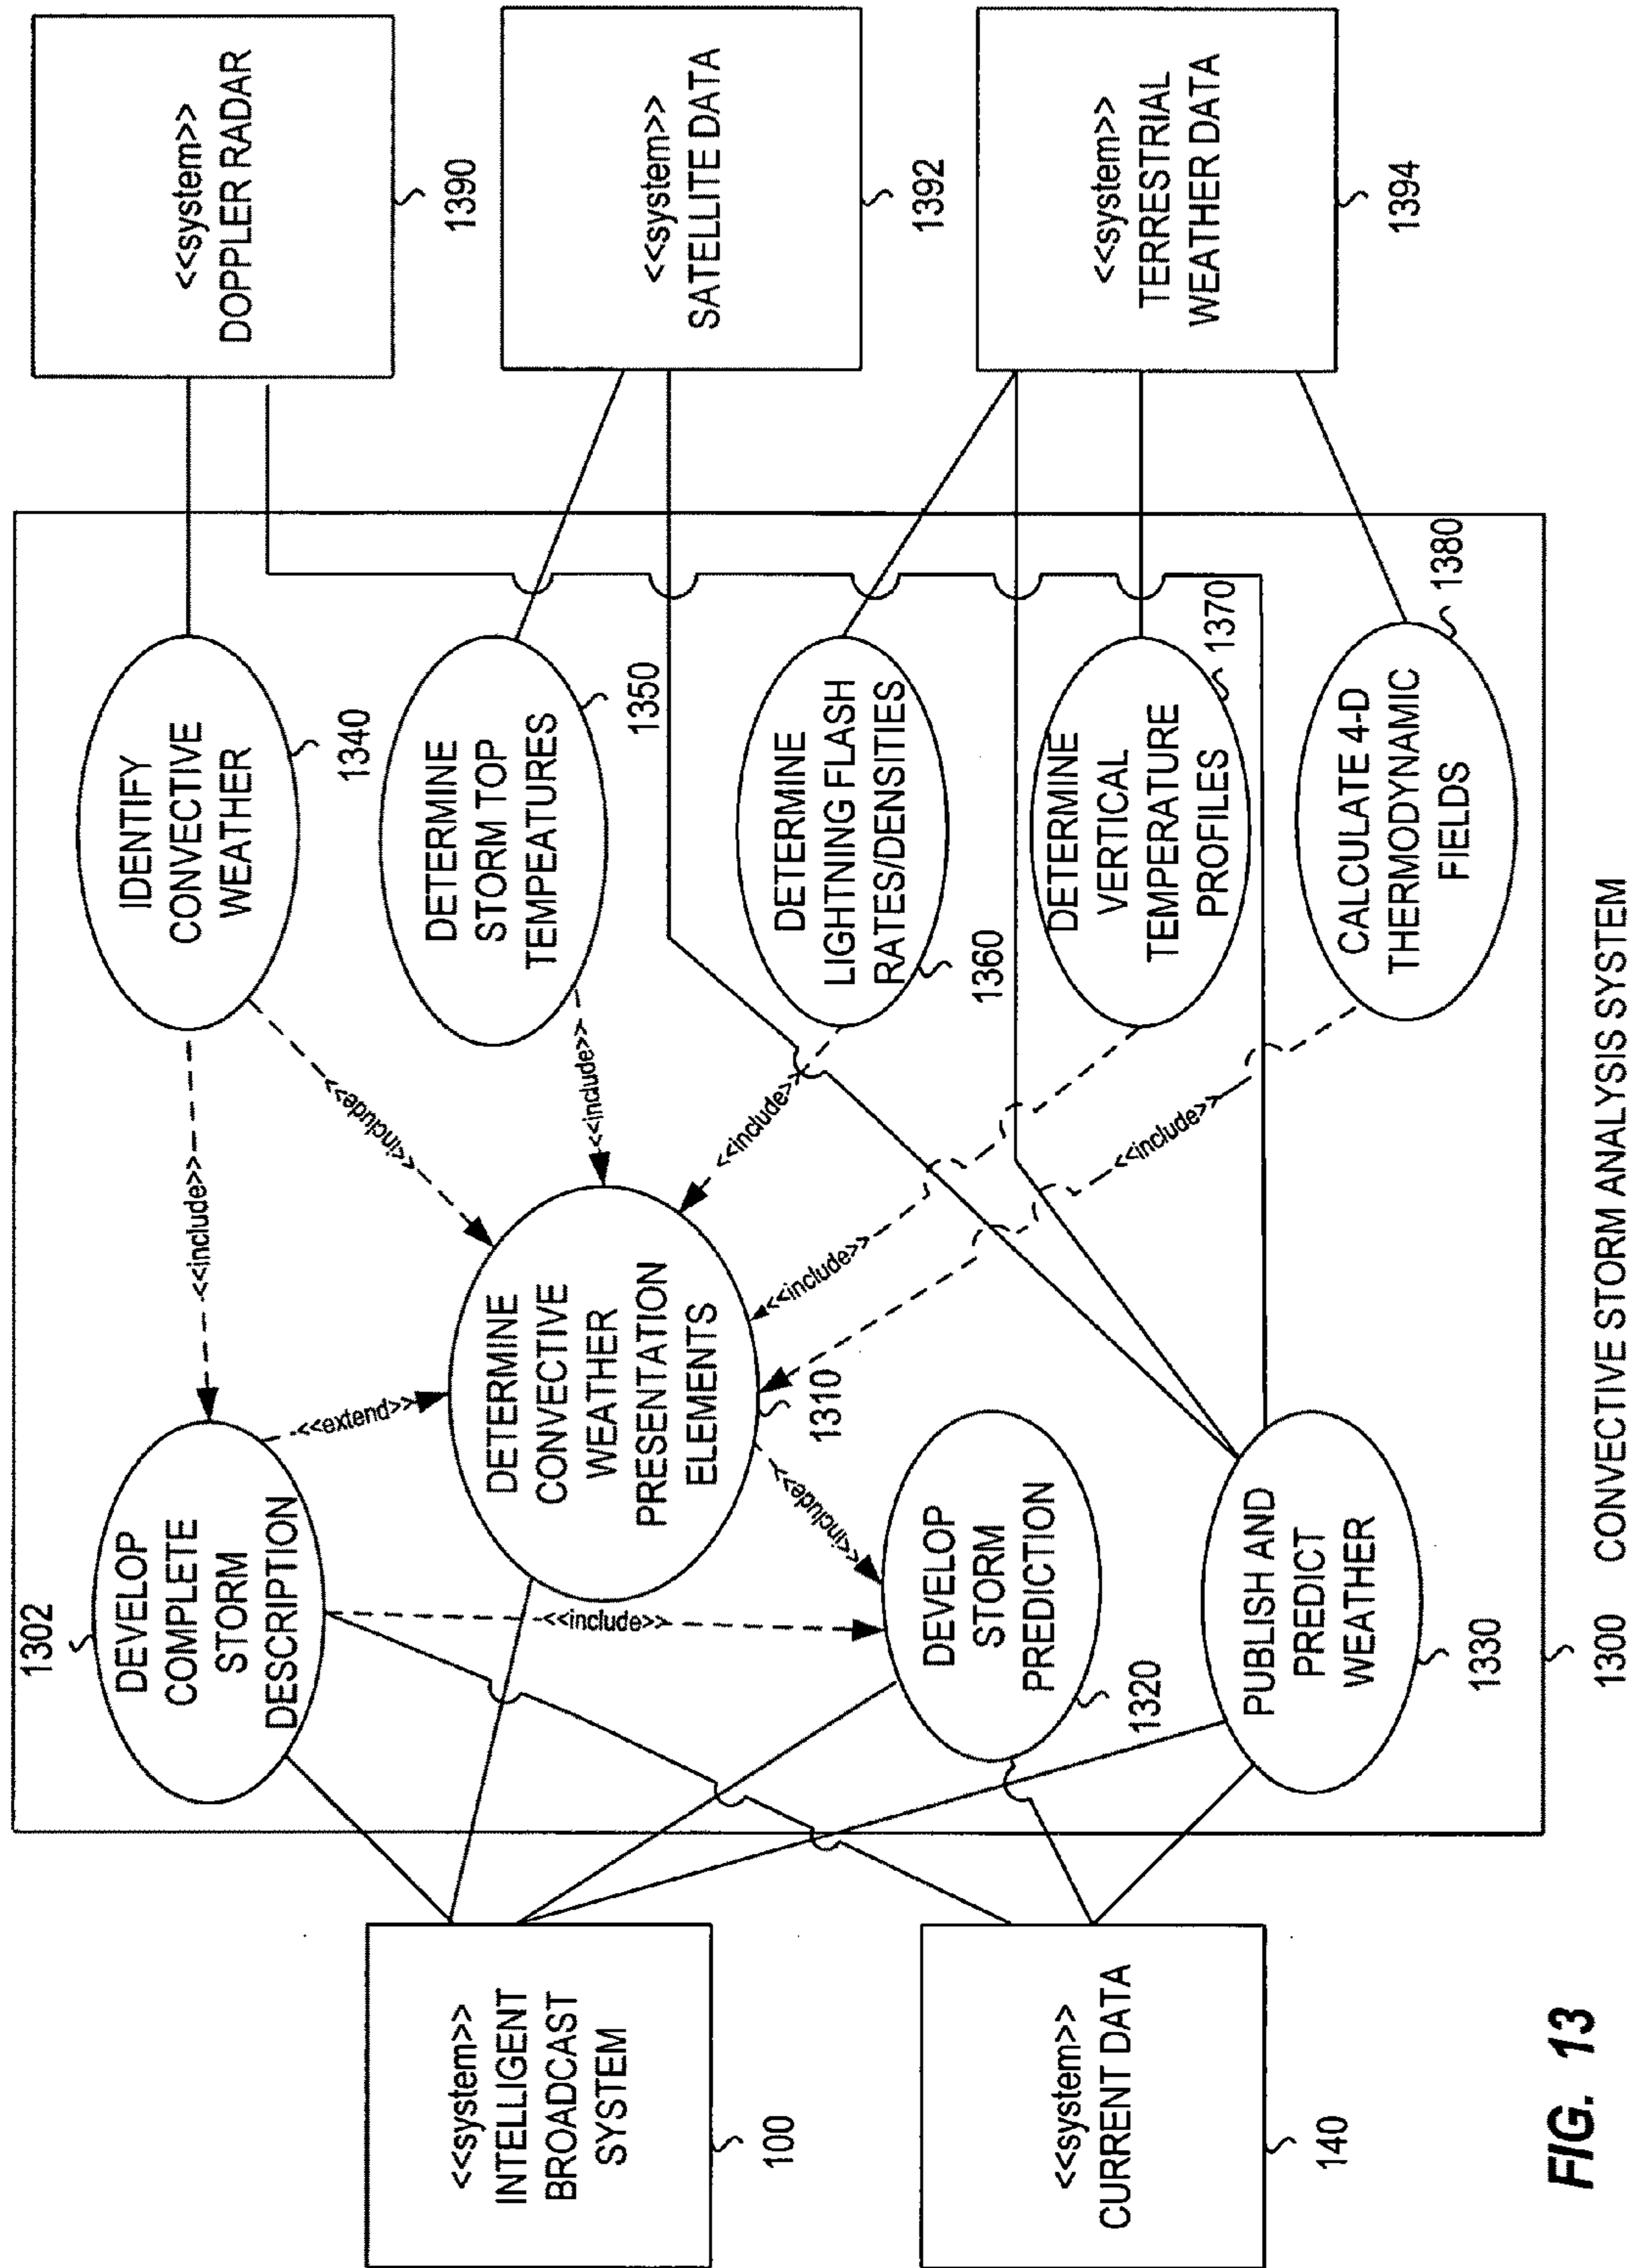 <<system>>
DOPPLER RADAR
1390
<<system>>
SATELLITE DATA
1392
<<system>>
TERRESTRIAL
WEATHER DATA
1394
IDENTIFY
CONVECTIVE
WEATHER
1340
DETERMINE
STORM TOP
TEMPEATURES
1350
DETERMINE
LIGHTNING FLASH
RATES/DENSITIES
1360
DETERMINE
VERTICAL
TEMPERATURE
PROFILES
1370
CALCULATE 4-D
THERMODYNAMIC
FIELDS
1380
<<include>>
<<include>>
<<include>>
<<include>>
<<include>>
<<include>>
1302
DEVELOP
COMPLETE
STORM
DESCRIPTION
<<extend>>
DETERMINE
CONVECTIVE
WEATHER
PRESENTATION
ELEMENTS
1310
<<include>>
<<include>>
DEVELOP
STORM
PREDICTION
1320
PUBLISH AND
PREDICT
WEATHER
1330
1300 CONVECTIVE STORM ANALYSIS SYSTEM
<<system>>
INTELLIGENT
BROADCAST
SYSTEM
100
<<system>>
CURRENT DATA
140
FIG. 13